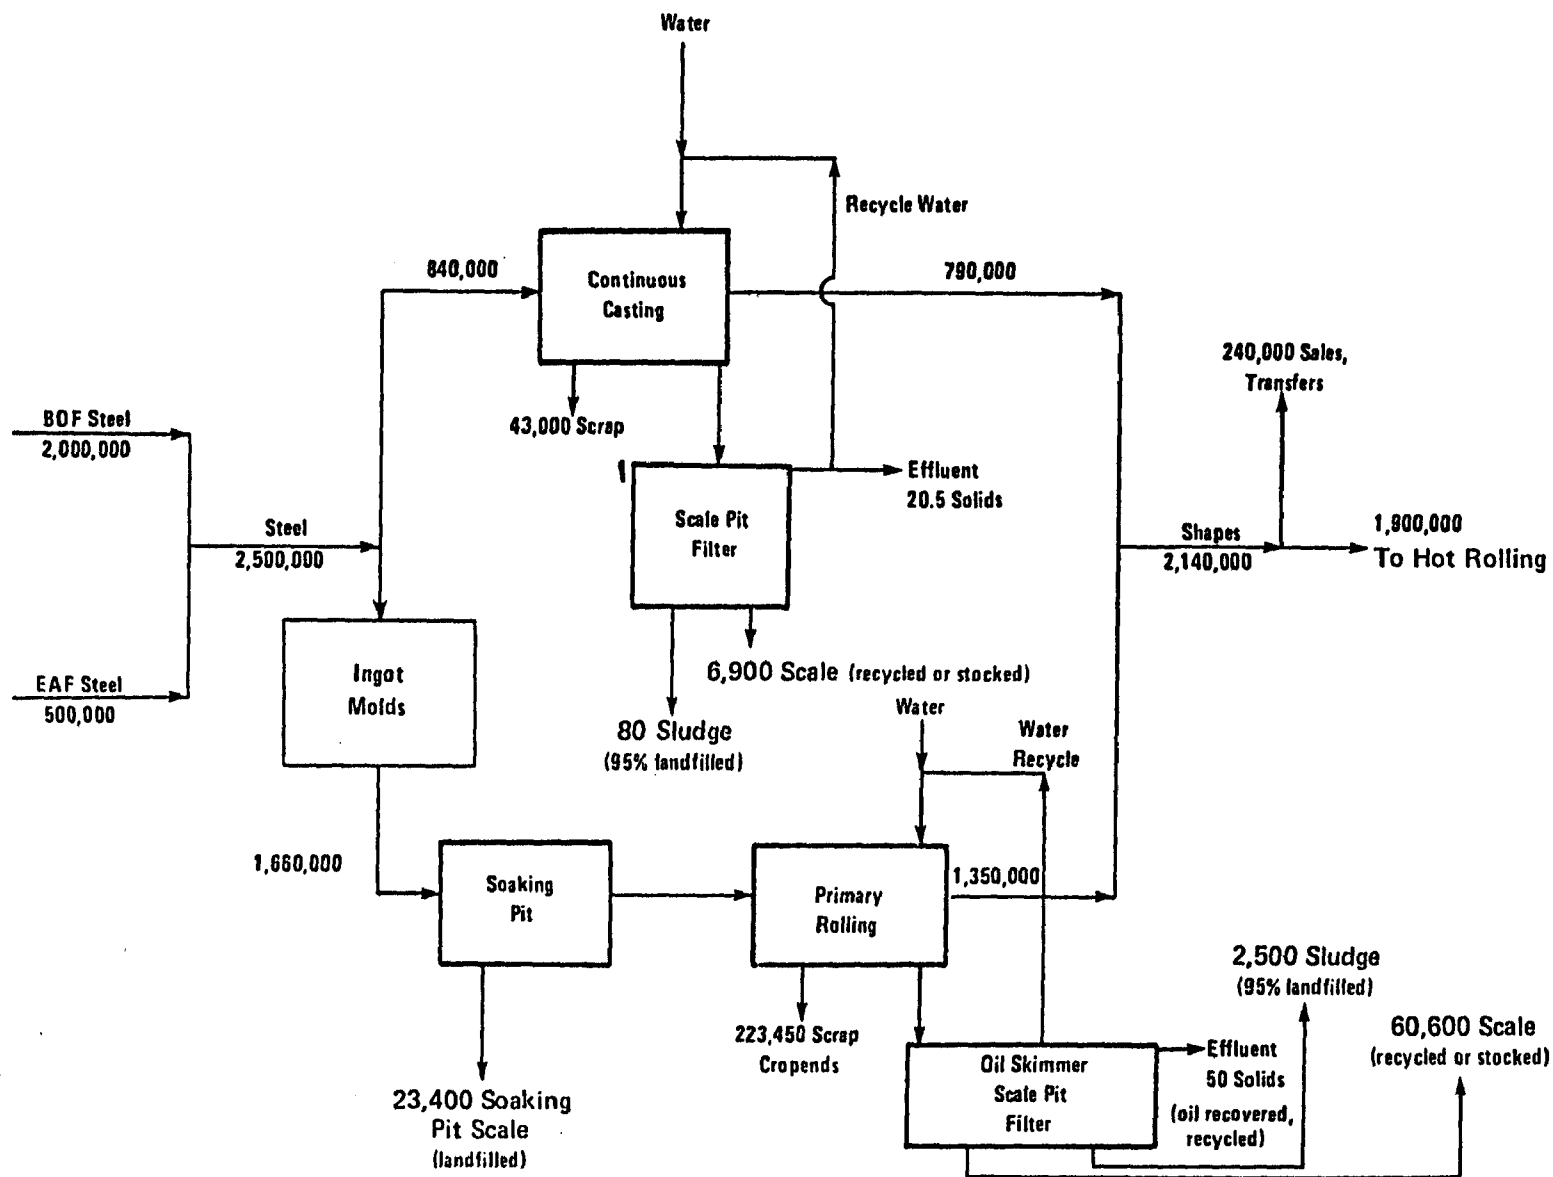 Water
Recycle Water
840,000
Continuous
Casting
790,000
240,000 Sales,
Transfers
43,000 Scrap
BOF Steel
2,000,000
Effluent
20.5 Solids
Scale Pit
Filter
Steel
2,500,000
Shapes
2,140,000
1,900,000
To Hot Rolling
Ingot
Molds
6,900 Scale (recycled or stocked)
EAF Steel
500,000
80 Sludge
(95% landfilled)
Water
Water
Recycle
1,660,000
Soaking
Pit
Primary
Rolling
1,350,000
2,500 Sludge
(95% landfilled)
60,600 Scale
(recycled or stocked)
223,450 Scrap
Cropends
Oil Skimmer
Scale Pit
Filter
Effluent
50 Solids
(oil recovered,
recycled)
23,400 Soaking
Pit Scale
(landfilled)